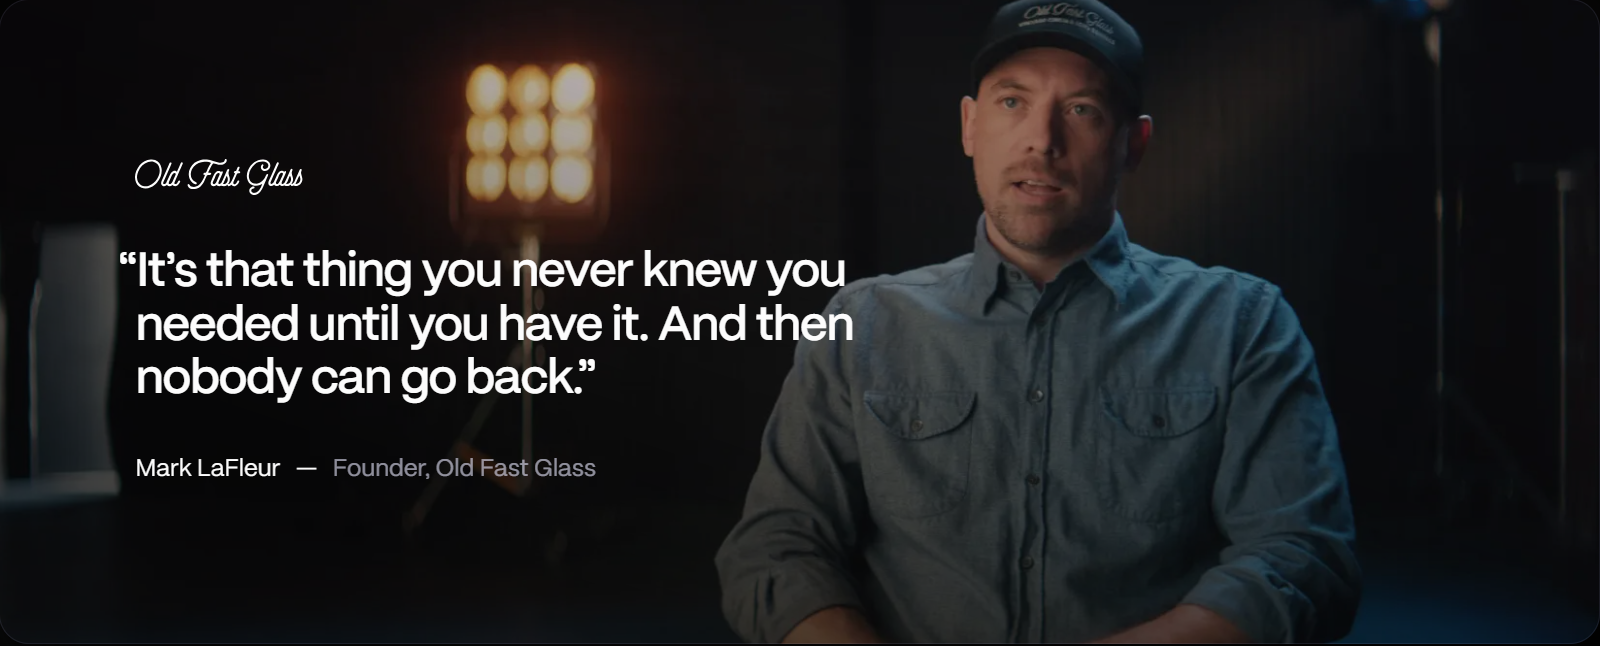 Old Fast Glass
Old Fast Glass
“It’s that thing you never knew you
needed until you have it. And then
nobody can go back.”
Mark LaFleur — Founder, Old Fast Glass